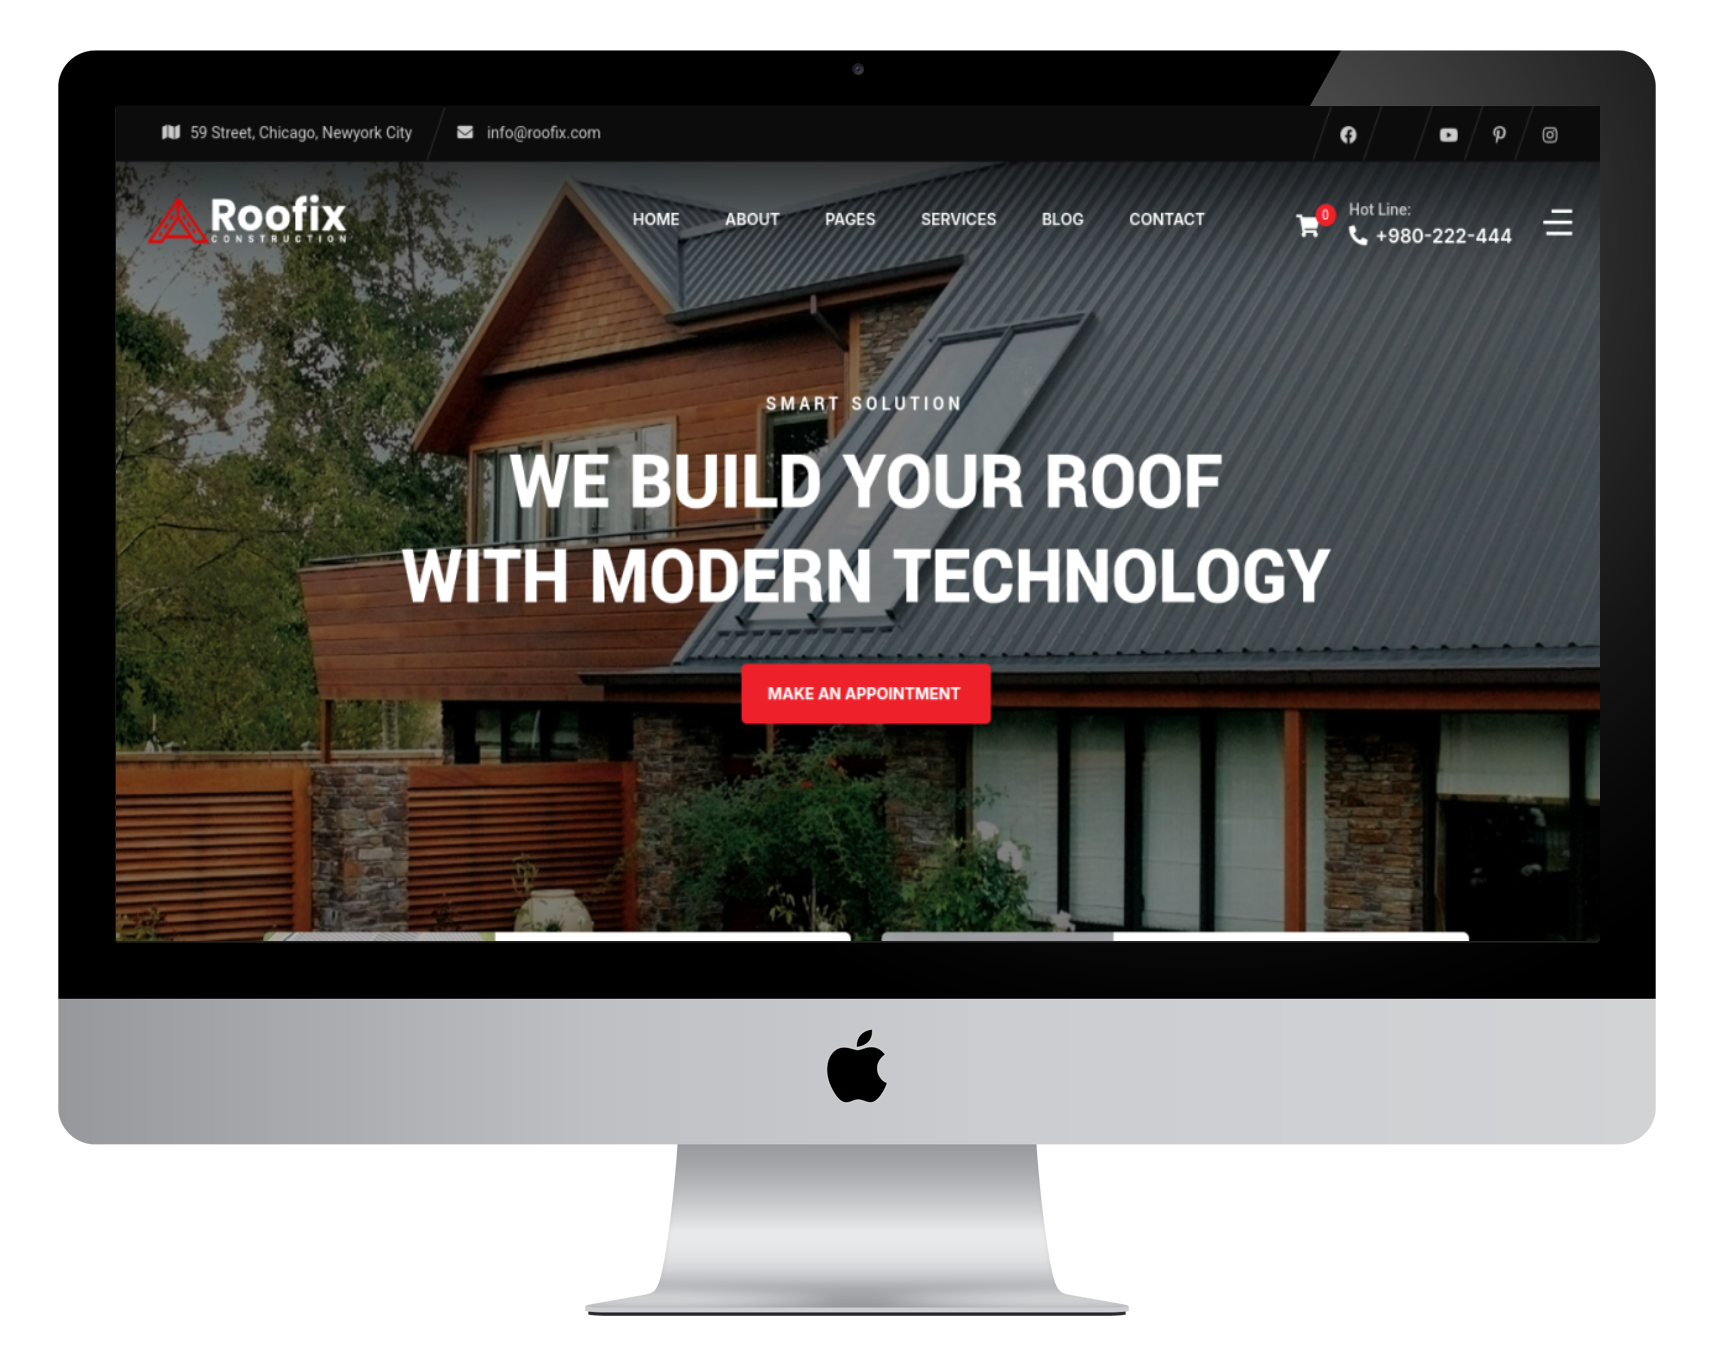 59 Street, Chicago, Newyork City
info@roofix.com
Roofix
CONSTRUCTION
HOME
ABOUT
PAGES
SERVICES
BLOG
CONTACT
0
Hot Line:
+980-222-444
SMART SOLUTION
WE BUILD YOUR ROOF
WITH MODERN TECHNOLOGY
MAKE AN APPOINTMENT